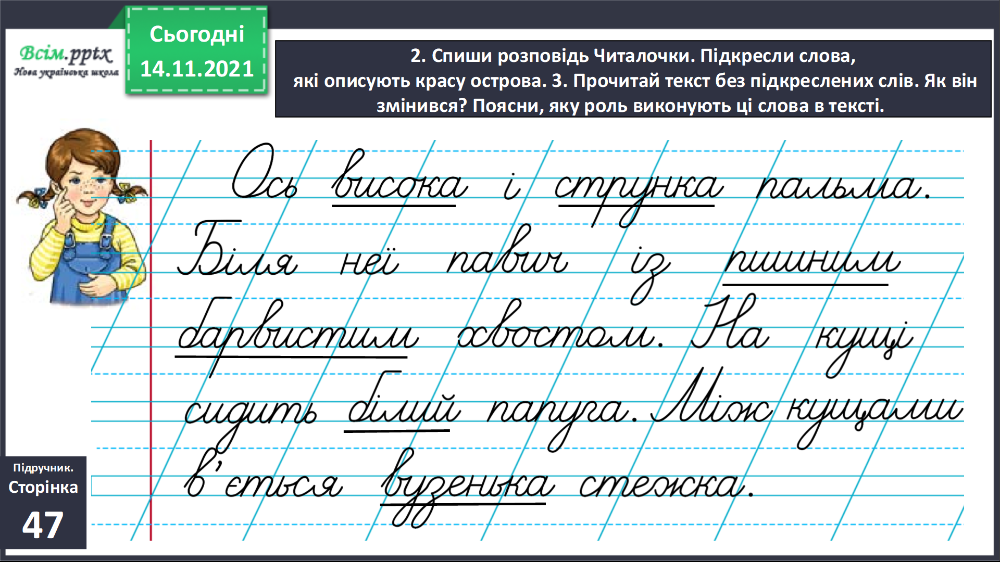 Всім.pptx
Нова українська школа
Сьогодні
14.11.2021
2. Спиши розповідь Читалочки. Підкресли слова,
які описують красу острова. 3. Прочитай текст без підкреслених слів. Як він
змінився? Поясни, яку роль виконують ці слова в тексті.
Ось висока і струнка пальма.
Біля неї павич із пишним
барвистим хвостом. На кущі
сидить білий папуга. Між кущами
в'ється вузенька стежка.
Підручник.
Сторінка
47